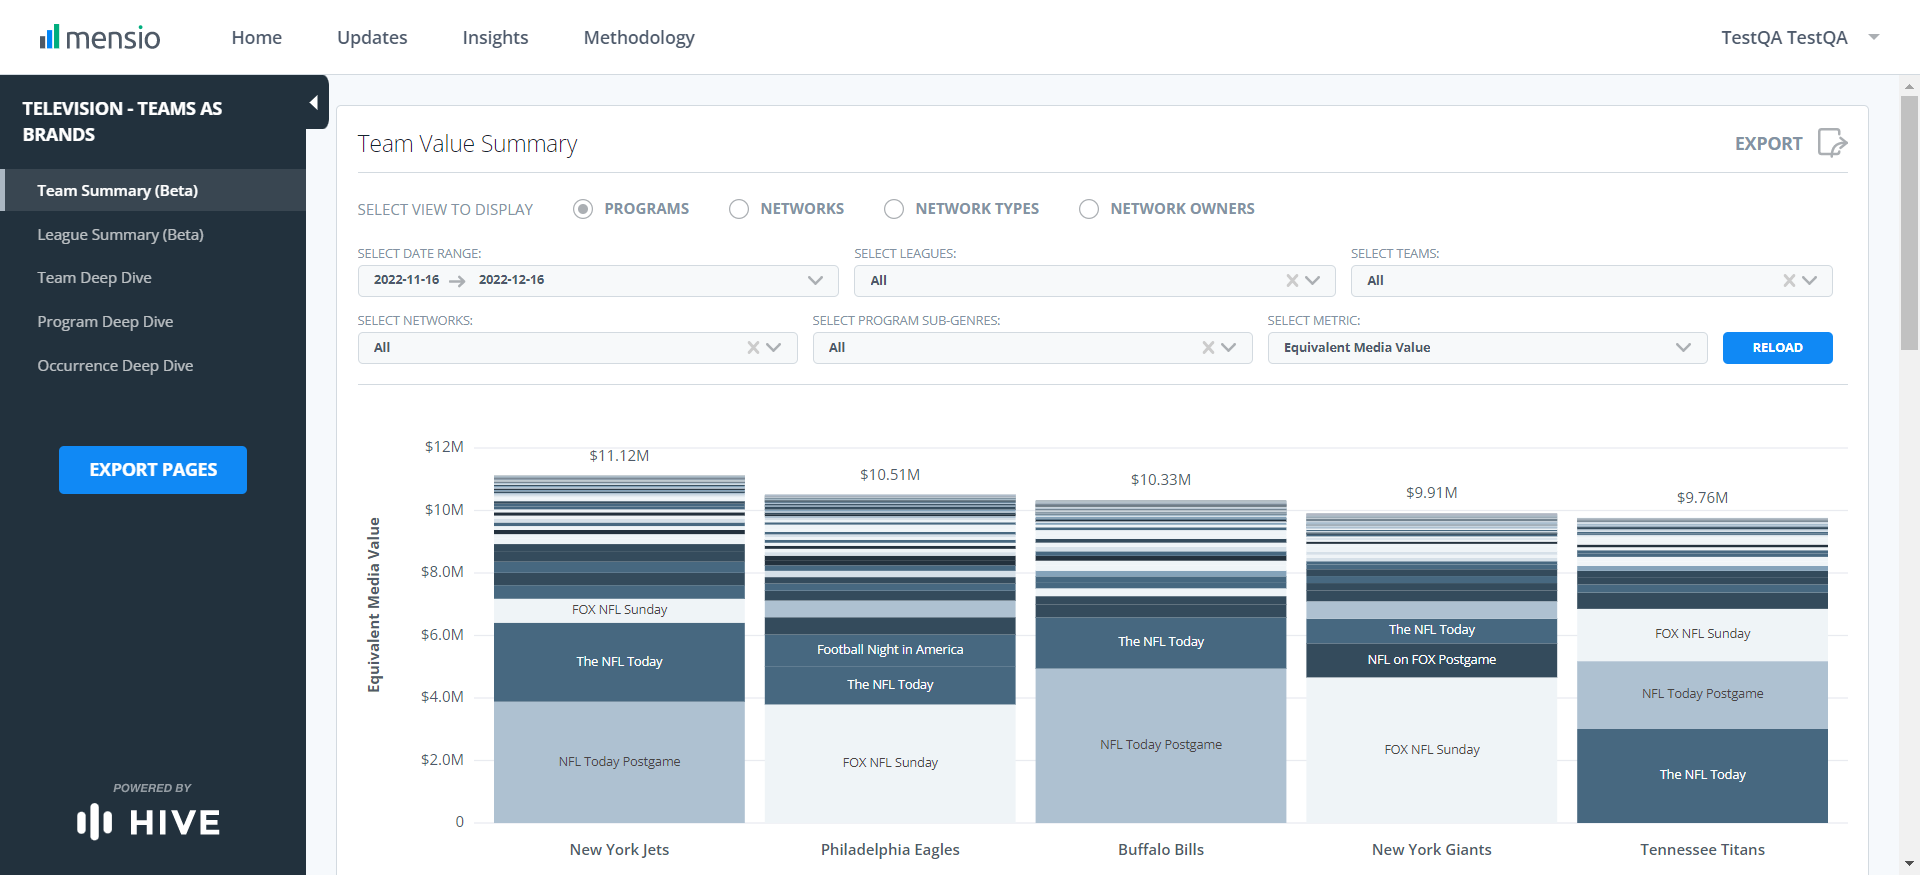 mensio
Home
Updates
Insights
Methodology
TestQA TestQA
TELEVISION - TEAMS AS
BRANDS
Team Summary (Beta)
League Summary (Beta)
Team Deep Dive
Program Deep Dive
Occurrence Deep Dive
EXPORT PAGES
POWERED BY
HIVE
Team Value Summary
EXPORT
SELECT VIEW TO DISPLAY
PROGRAMS
NETWORKS
NETWORK TYPES
NETWORK OWNERS
SELECT DATE RANGE:
2022-11-16
2022-12-16
SELECT LEAGUES:
All
SELECT TEAMS:
All
SELECT NETWORKS:
All
SELECT PROGRAM SUB-GENRES:
All
SELECT METRIC:
Equivalent Media Value
RELOAD
Equivalent Media Value
$12M
$10M
$8.0M
$6.0M
$4.0M
$2.0M
0
$11.12M
FOX NFL Sunday
The NFL Today
NFL Today Postgame
New York Jets
$10.51M
Football Night in America
The NFL Today
FOX NFL Sunday
Philadelphia Eagles
$10.33M
The NFL Today
NFL Today Postgame
Buffalo Bills
$9.91M
The NFL Today
NFL on FOX Postgame
FOX NFL Sunday
New York Giants
$9.76M
FOX NFL Sunday
NFL Today Postgame
The NFL Today
Tennessee Titans